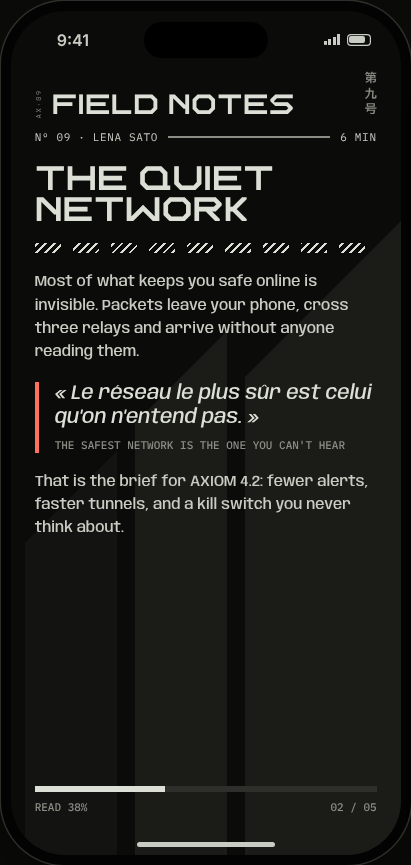 9:41
第九号
AX-09
FIELD NOTES
Nº 09 · LENA SATO
6 MIN
THE QUIET
NETWORK
Most of what keeps you safe online is
invisible. Packets leave your phone, cross
three relays and arrive without anyone
reading them.
« Le réseau le plus sûr est celui
qu'on n'entend pas. »
THE SAFEST NETWORK IS THE ONE YOU CAN'T HEAR
That is the brief for AXIOM 4.2: fewer alerts,
faster tunnels, and a kill switch you never
think about.
READ 38%
02 / 05